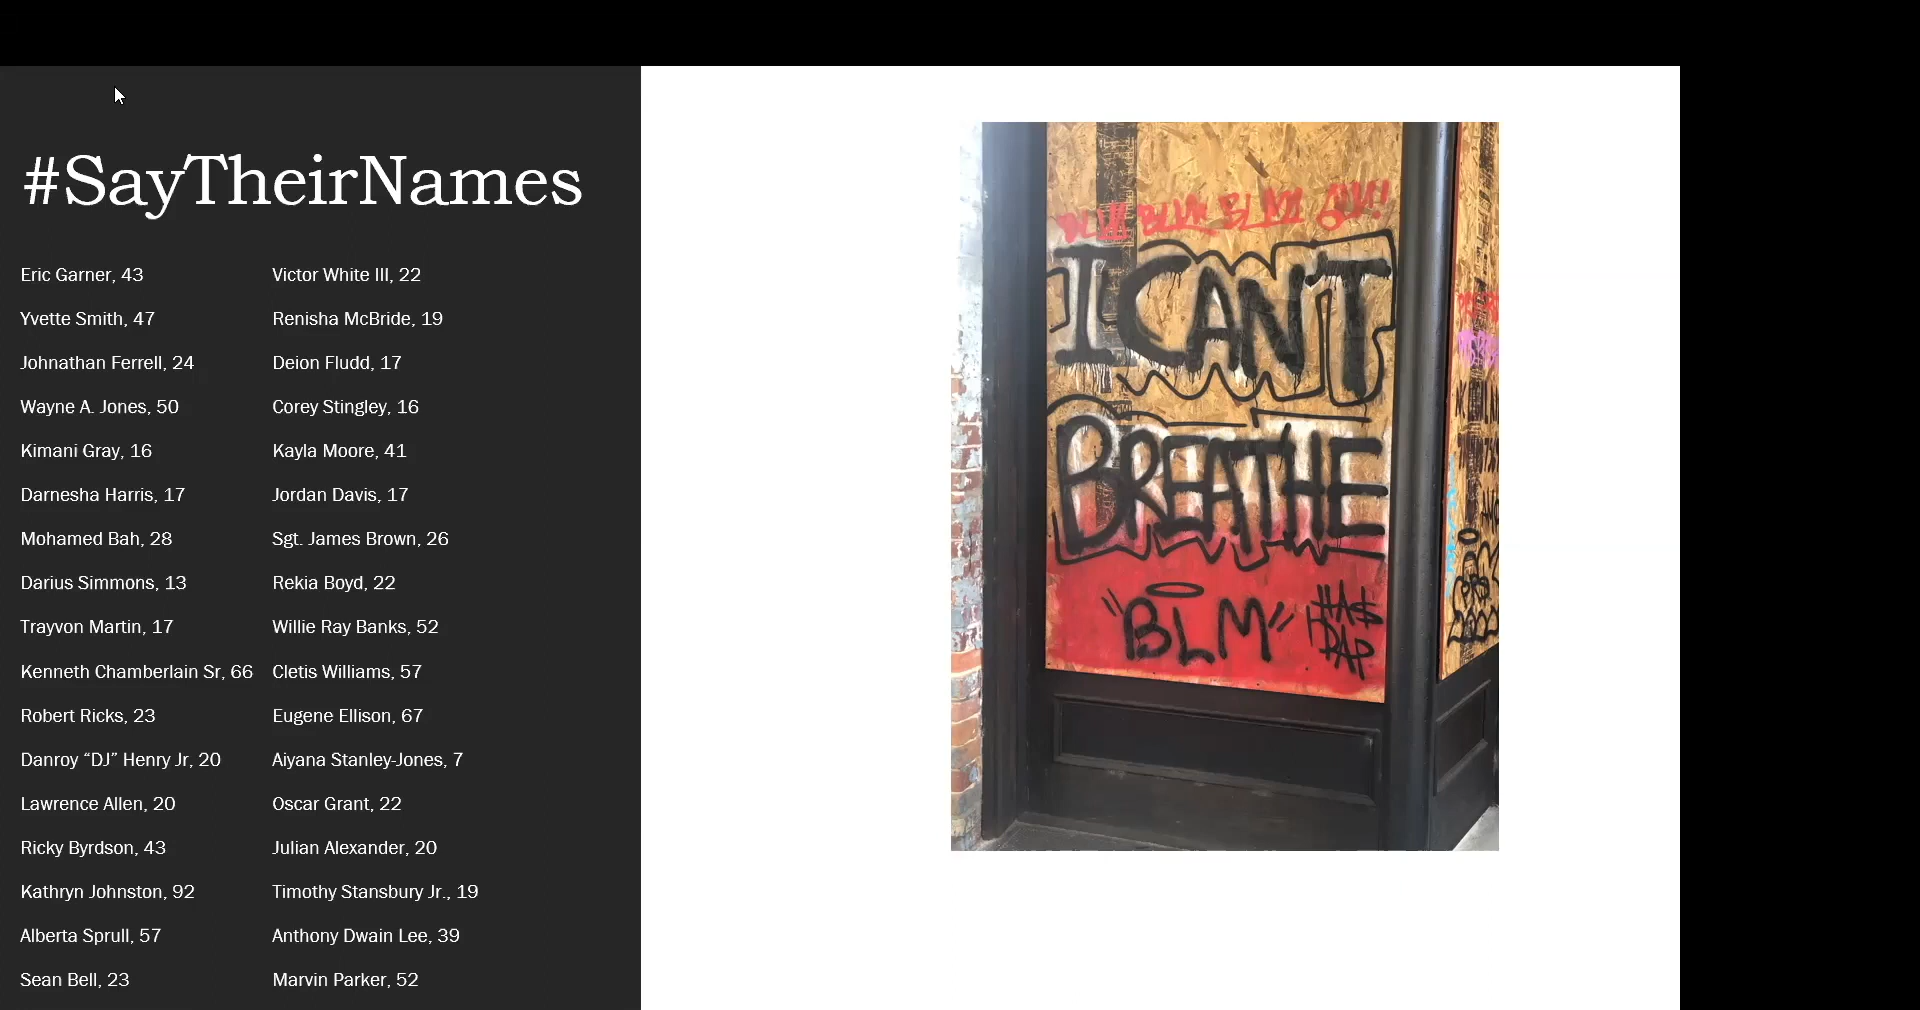 #SayTheirNames
Eric Garner, 43
Yvette Smith, 47
Johnathan Ferrell, 24
Wayne A. Jones, 50
Kimani Gray, 16
Darnesha Harris, 17
Mohamed Bah, 28
Darius Simmons, 13
Trayvon Martin, 17
Kenneth Chamberlain Sr, 66
Robert Ricks, 23
Danroy “DJ” Henry Jr, 20
Lawrence Allen, 20
Ricky Byrdson, 43
Kathryn Johnston, 92
Alberta Sprull, 57
Sean Bell, 23
Victor White III, 22
Renisha McBride, 19
Deion Fludd, 17
Corey Stingley, 16
Kayla Moore, 41
Jordan Davis, 17
Sgt. James Brown, 26
Rekia Boyd, 22
Willie Ray Banks, 52
Cletis Williams, 57
Eugene Ellison, 67
Aiyana Stanley-Jones, 7
Oscar Grant, 22
Julian Alexander, 20
Timothy Stansbury Jr., 19
Anthony Dwain Lee, 39
Marvin Parker, 52
BLM BLM BLM
I CAN'T
BREATHE
"BLM"